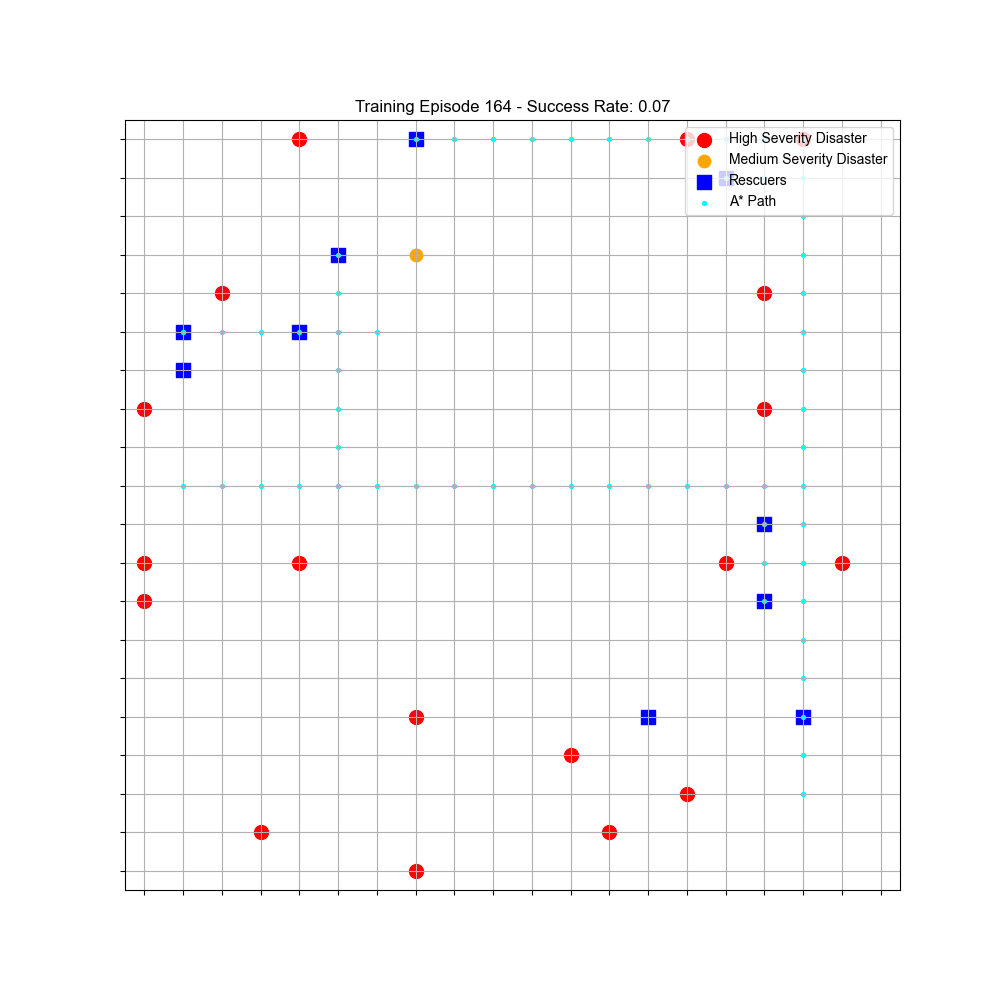 Training Episode 164 - Success Rate: 0.07
High Severity Disaster
Medium Severity Disaster
Rescuers
A* Path